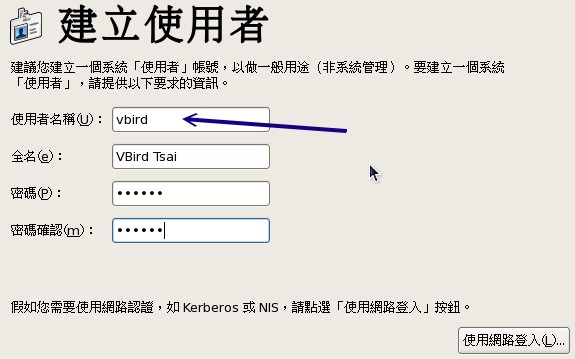 建立使用者
建議您建立一個系統「使用者」帳號，以做一般用途（非系統管理）。要建立一個系統
「使用者」，請提供以下要求的資訊。
使用者名稱(U)： vbird
全名(e)： VBird Tsai
密碼(P)： ••••••
密碼確認(m)： ••••••
假如您需要使用網路認證，如 Kerberos 或 NIS，請點選「使用網路登入」按鈕。
使用網路登入(L)...